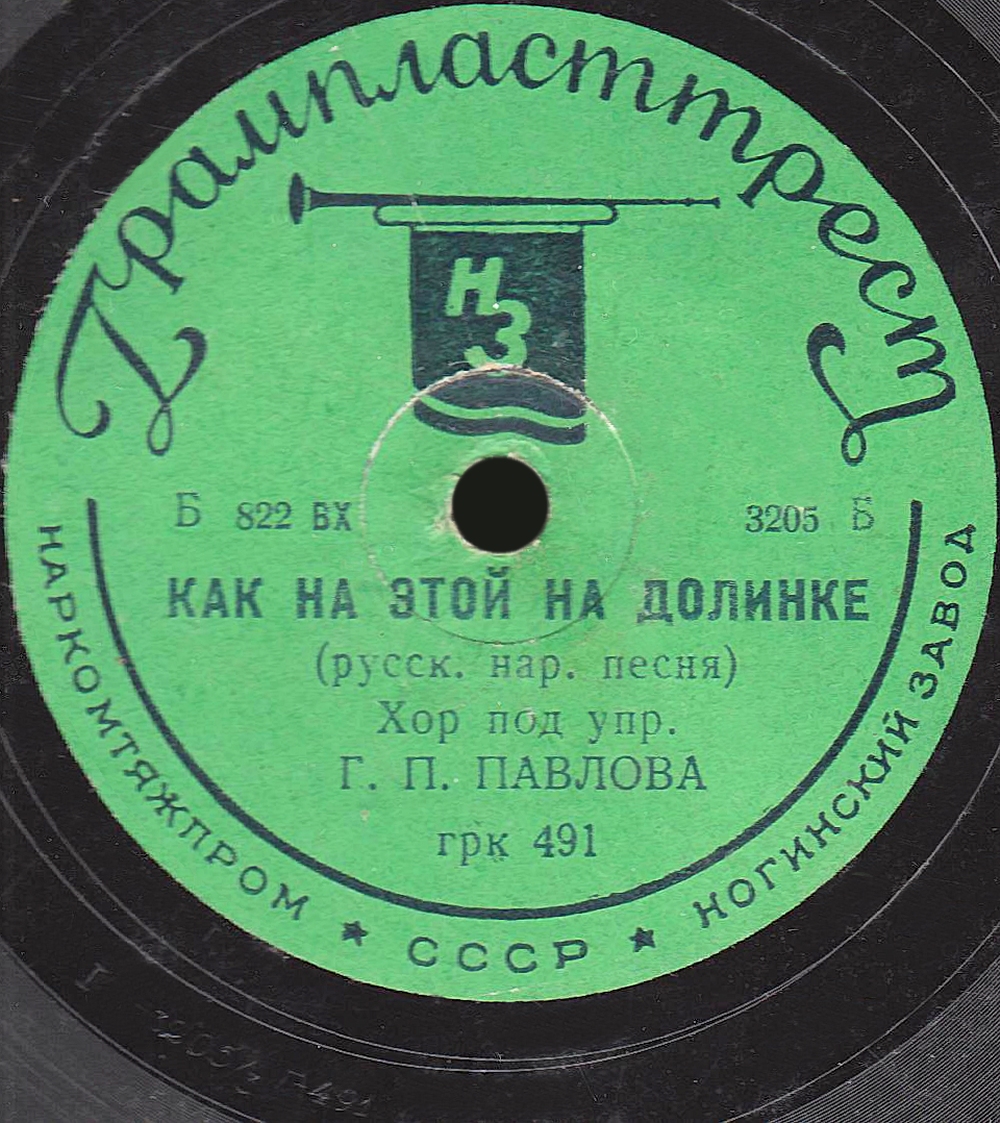 Грампласттрест
НЗ
Б 822 ВХ
3205 Б
КАК НА ЭТОЙ НА ДОЛИНКЕ
(русск. нар. песня)
Хор под упр.
Г. П. ПАВЛОВА
грк 491
НАРКОМТЯЖПРОМ ★ СССР ★ НОГИНСКИЙ ЗАВОД
I